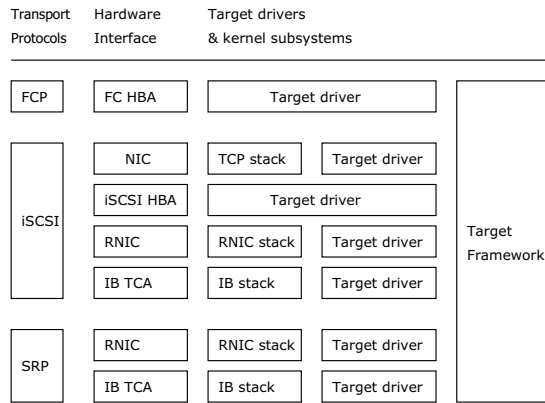 Transport Hardware Target drivers
Protocols Interface & kernel subsystems
FCP FC HBA Target driver
NIC TCP stack Target driver
iSCSI HBA Target driver
iSCSI
RNIC RNIC stack Target driver
IB TCA IB stack Target driver
Target
Framework
RNIC RNIC stack Target driver
SRP
IB TCA IB stack Target driver